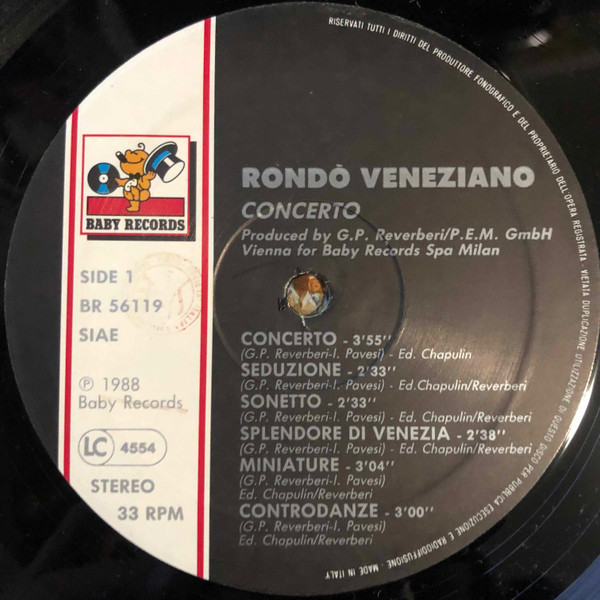 RISERVATI TUTTI I DIRITTI DEL PRODUTTORE FONOGRAFICO E DEL PROPRIETARIO DELL'OPERA REGISTRATA - VIETATA DUPLICAZIONE UTILIZZAZIONE DI QUESTO DISCO PER PUBBLICA ESECUZIONE E RADIODIFFUSIONE. - MADE IN ITALY
BABY RECORDS
SIDE 1
BR 56119
SIAE
℗ 1988
Baby Records
LC 4554
STEREO
33 RPM
RONDÒ VENEZIANO
CONCERTO
Produced by G.P. Reverberi/P.E.M. GmbH
Vienna for Baby Records Spa Milan
CONCERTO - 3'55''
(G.P. Reverberi-I. Pavesi) - Ed. Chapulin
SEDUZIONE - 2'33''
(G.P. Reverberi-I. Pavesi) - Ed. Chapulin/Reverberi
SONETTO - 2'33''
(G.P. Reverberi-I. Pavesi) - Ed. Chapulin/Reverberi
SPLENDORE DI VENEZIA - 2'38''
(G.P. Reverberi-I. Pavesi) - Ed. Chapulin/Reverberi
MINIATURE - 3'04''
(G.P. Reverberi-I. Pavesi)
Ed. Chapulin/Reverberi
CONTRODANZE - 3'00''
(G.P. Reverberi-I. Pavesi)
Ed. Chapulin/Reverberi